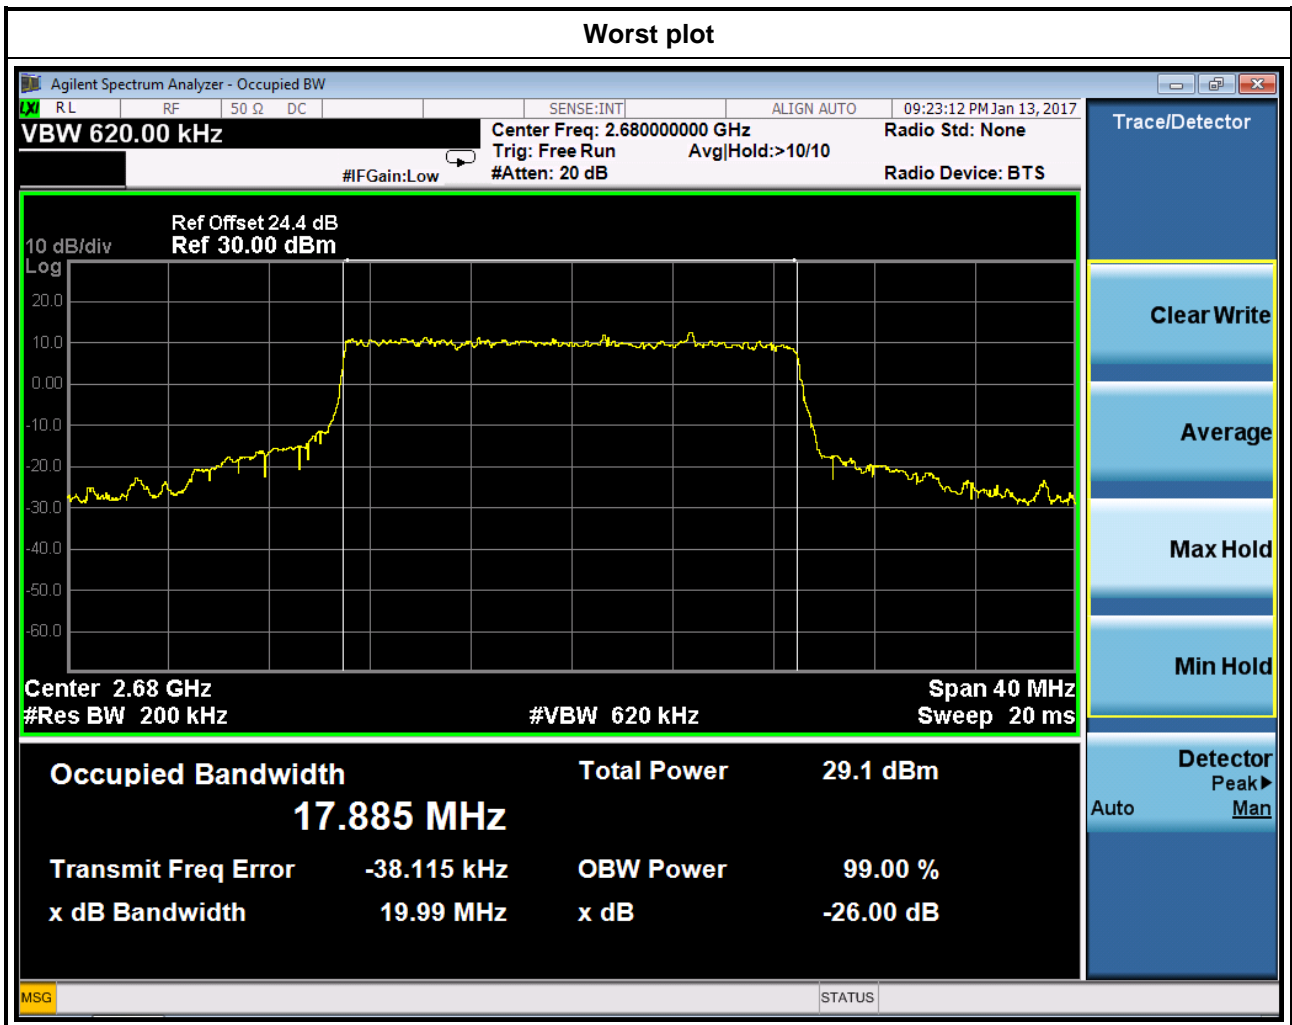 Worst plot
Agilent Spectrum Analyzer - Occupied BW
LXI RL RF 50 Ω DC SENSE:INT ALIGN AUTO 09:23:12 PM Jan 13, 2017
VBW 620.00 kHz
Center Freq: 2.680000000 GHz
Radio Std: None
Trig: Free Run Avg|Hold:>10/10
#IFGain:Low #Atten: 20 dB
Radio Device: BTS
Ref Offset 24.4 dB
10 dB/div Ref 30.00 dBm
Log
20.0
10.0
0.00
-10.0
-20.0
-30.0
-40.0
-50.0
-60.0
Center 2.68 GHz Span 40 MHz
#Res BW 200 kHz #VBW 620 kHz Sweep 20 ms
Occupied Bandwidth Total Power 29.1 dBm
17.885 MHz
Transmit Freq Error -38.115 kHz OBW Power 99.00 %
x dB Bandwidth 19.99 MHz x dB -26.00 dB
MSG STATUS
Trace/Detector
Clear Write
Average
Max Hold
Min Hold
Detector
Peak▶
Auto Man